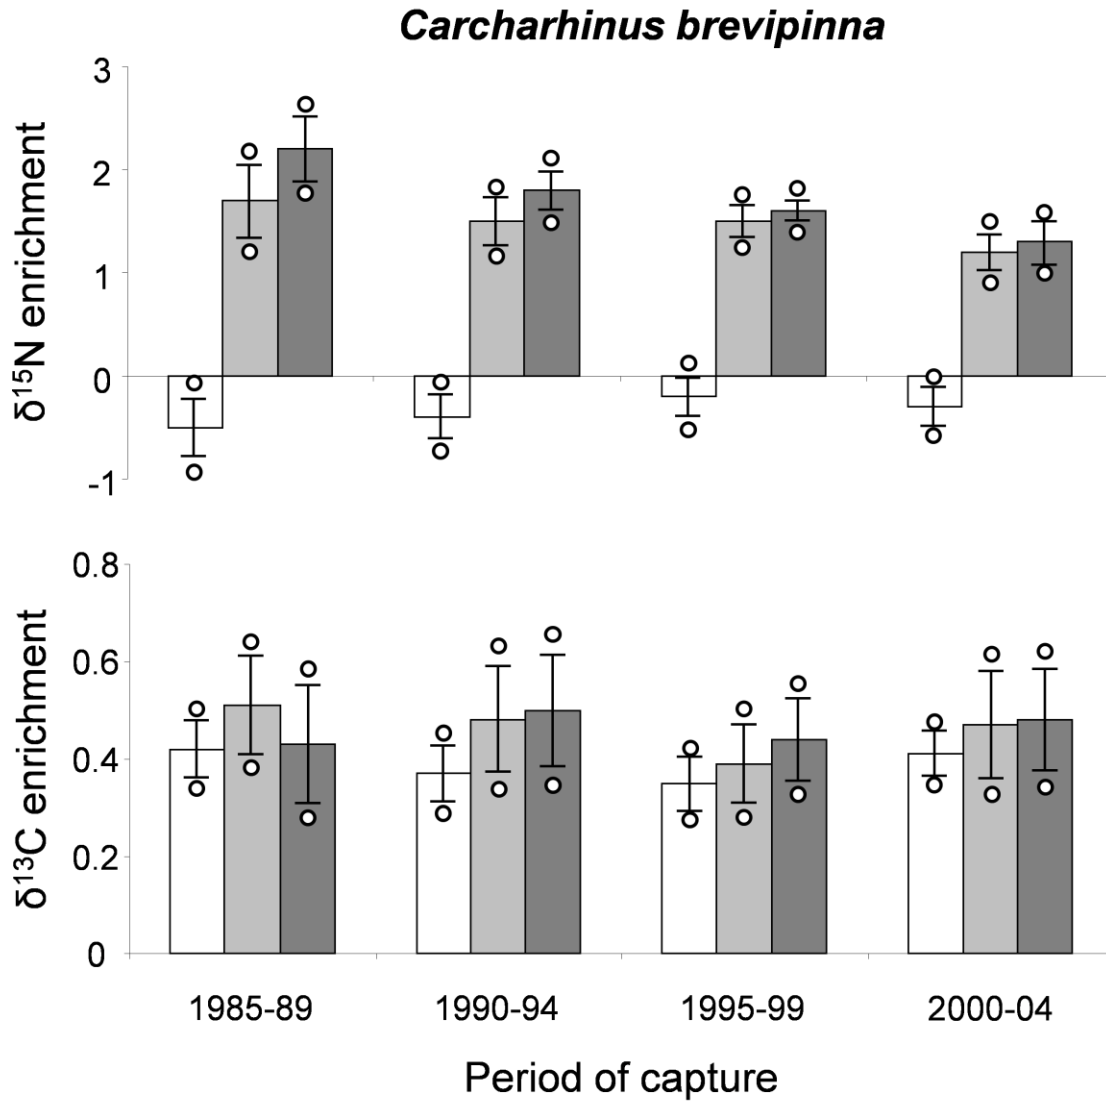 Carcharhinus brevipinna
3
2
1
0
-1
δ15N enrichment
0.8
0.6
0.4
0.2
0
δ13C enrichment
1985-89 1990-94 1995-99 2000-04
Period of capture